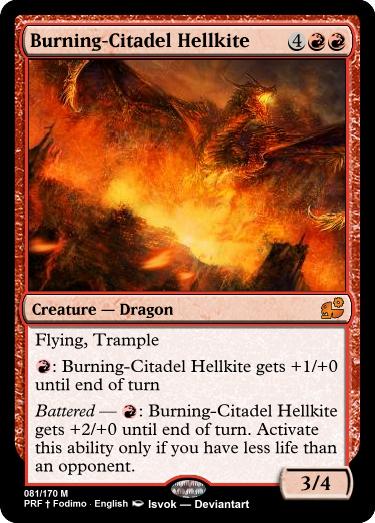 Burning-Citadel Hellkite 4
Creature — Dragon
Flying, Trample
: Burning-Citadel Hellkite gets +1/+0
until end of turn
Battered — : Burning-Citadel Hellkite
gets +2/+0 until end of turn. Activate
this ability only if you have less life than
an opponent.
3/4
081/170 M
PRF † Fodimo · English Isvok — Deviantart